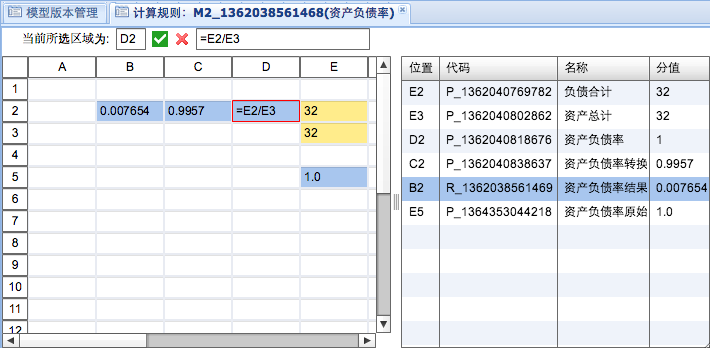 模型版本管理 计算规则：M2_1362038561468(资产负债率)
当前所选区域为: D2 =E2/E3
A B C D E
1
2 0.007654 0.9957 =E2/E3 32
3 32
4
5 1.0
6
7
8
9
10
11
12
位置 代码 名称 分值
E2 P_1362040769782 负债合计 32
E3 P_1362040802862 资产总计 32
D2 P_1362040818676 资产负债率 1
C2 P_1362040838637 资产负债率转换 0.9957
B2 R_1362038561469 资产负债率结果 0.007654
E5 P_1364353044218 资产负债率原始 1.0